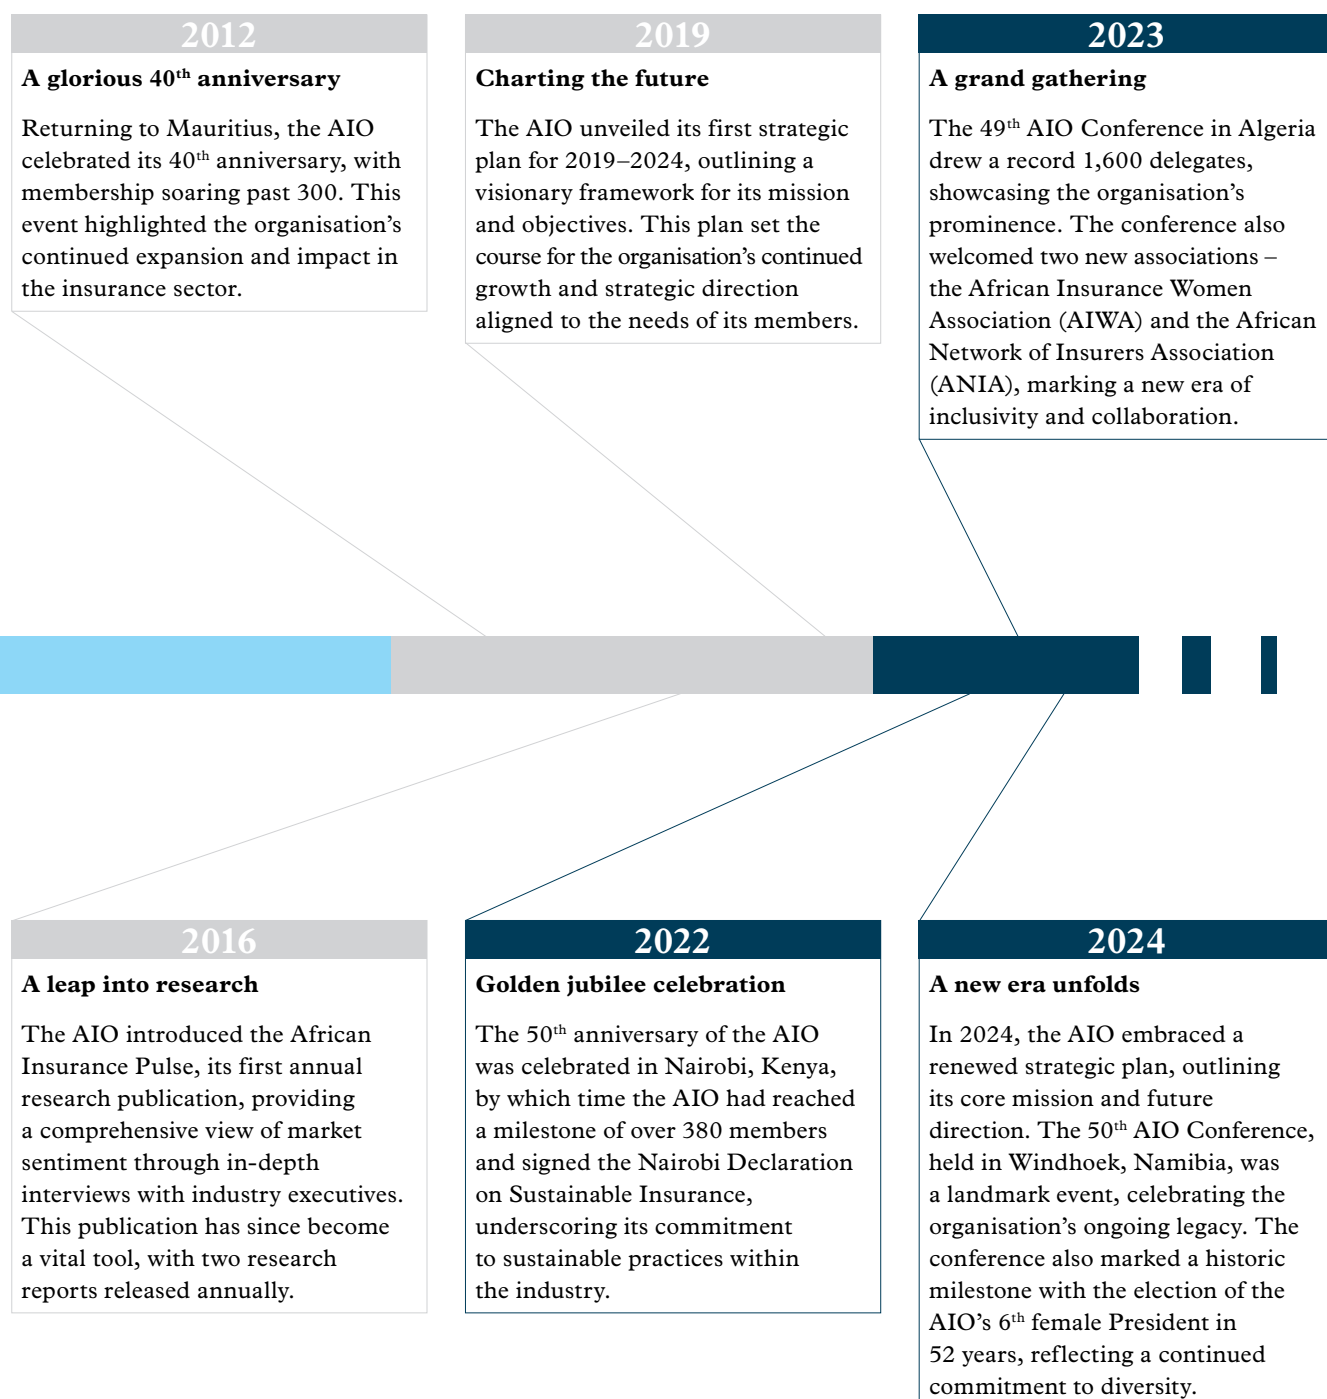 2012
A glorious 40th anniversary
Returning to Mauritius, the AIO
celebrated its 40th anniversary, with
membership soaring past 300. This
event highlighted the organisation's
continued expansion and impact in
the insurance sector.
2019
Charting the future
The AIO unveiled its first strategic
plan for 2019–2024, outlining a
visionary framework for its mission
and objectives. This plan set the
course for the organisation's continued
growth and strategic direction
aligned to the needs of its members.
2023
A grand gathering
The 49th AIO Conference in Algeria
drew a record 1,600 delegates,
showcasing the organisation's
prominence. The conference also
welcomed two new associations –
the African Insurance Women
Association (AIWA) and the African
Network of Insurers Association
(ANIA), marking a new era of
inclusivity and collaboration.
2016
A leap into research
The AIO introduced the African
Insurance Pulse, its first annual
research publication, providing
a comprehensive view of market
sentiment through in-depth
interviews with industry executives.
This publication has since become
a vital tool, with two research
reports released annually.
2022
Golden jubilee celebration
The 50th anniversary of the AIO
was celebrated in Nairobi, Kenya,
by which time the AIO had reached
a milestone of over 380 members
and signed the Nairobi Declaration
on Sustainable Insurance,
underscoring its commitment
to sustainable practices within
the industry.
2024
A new era unfolds
In 2024, the AIO embraced a
renewed strategic plan, outlining
its core mission and future
direction. The 50th AIO Conference,
held in Windhoek, Namibia, was
a landmark event, celebrating the
organisation's ongoing legacy. The
conference also marked a historic
milestone with the election of the
AIO's 6th female President in
52 years, reflecting a continued
commitment to diversity.